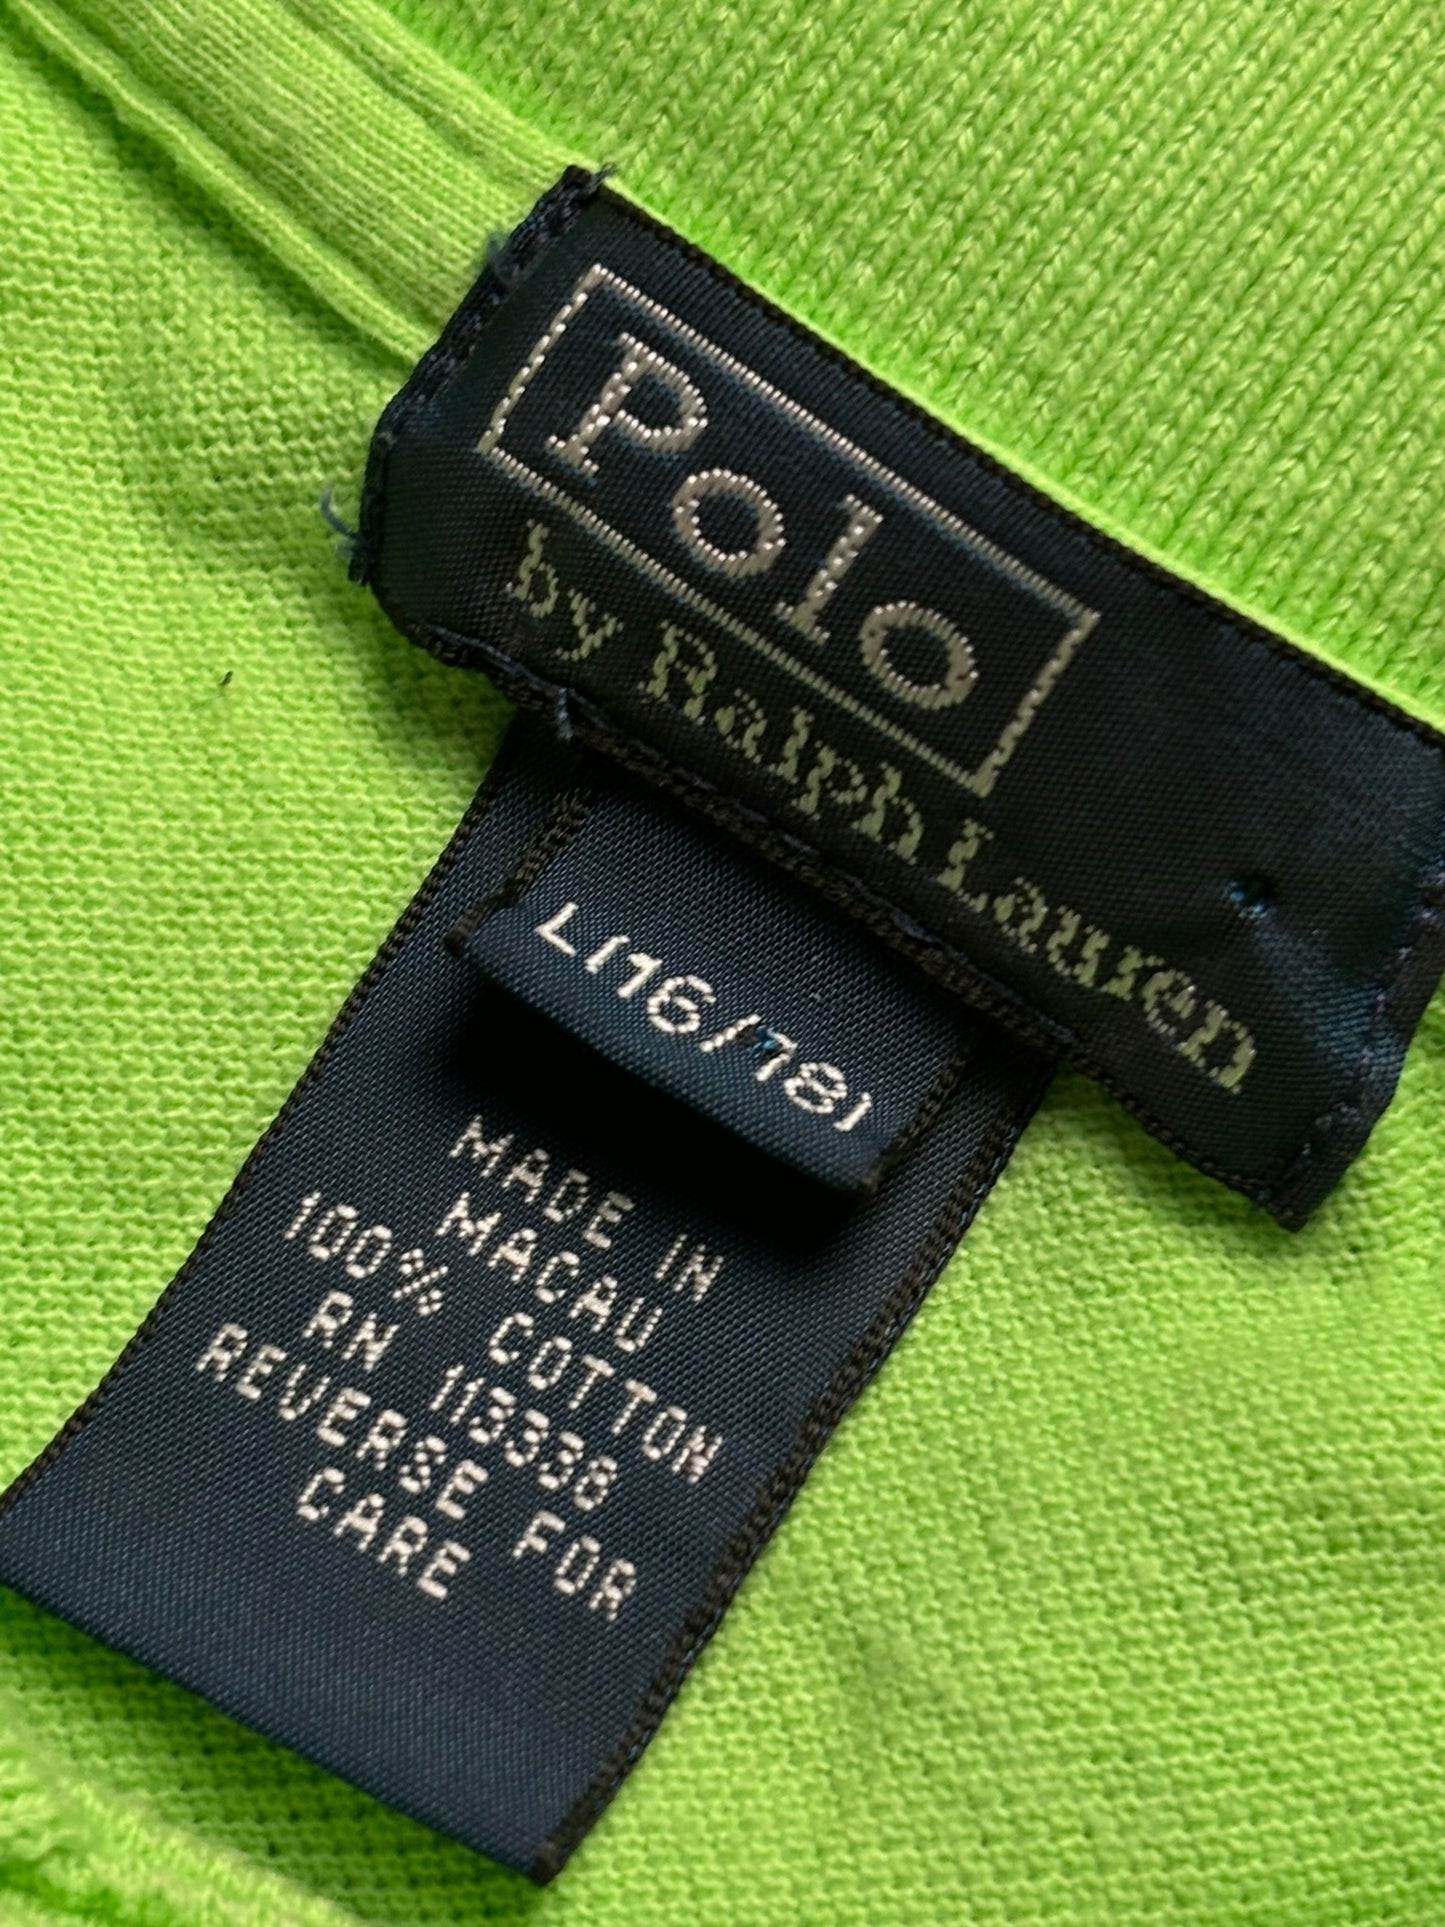 Polo
by Ralph Lauren
L(16/18)
MADE IN
MACAU
100% COTTON
RN 113336
REVERSE FOR
CARE